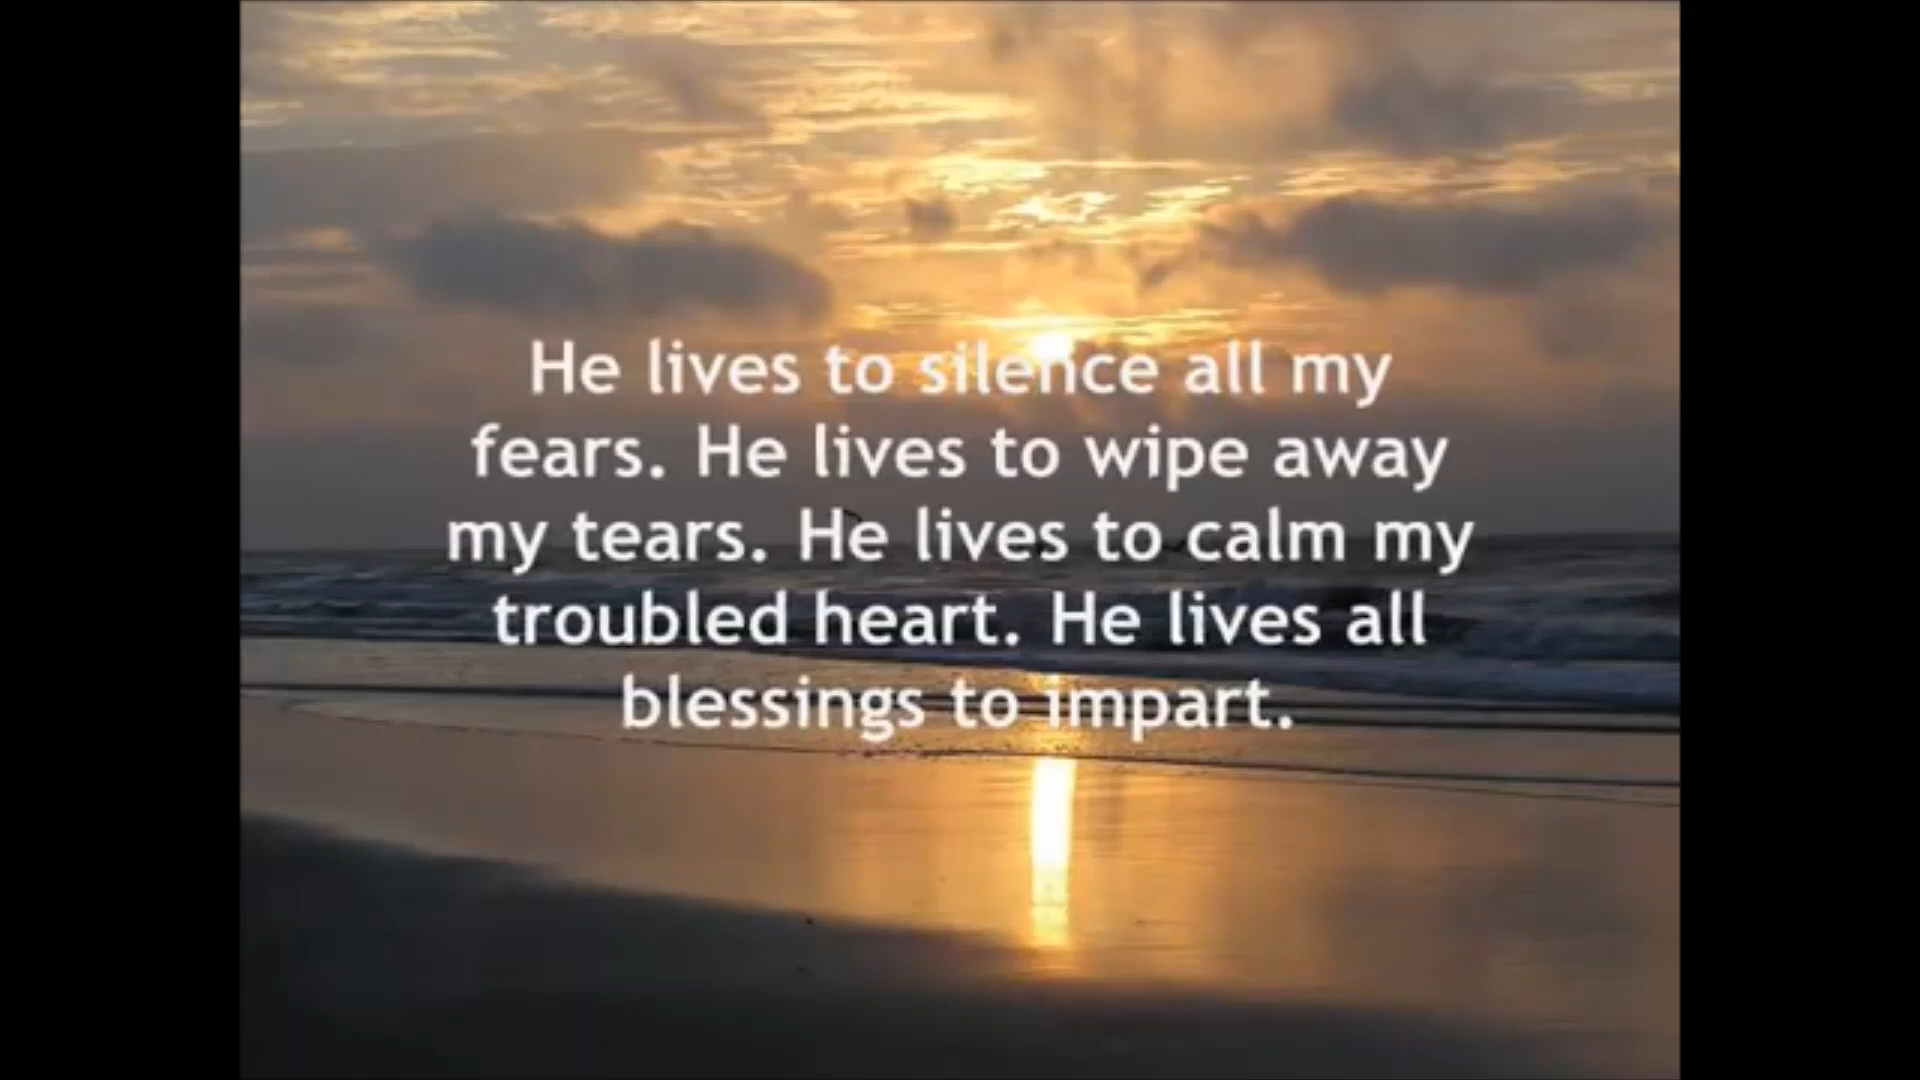 He lives to silence all my
fears. He lives to wipe away
my tears. He lives to calm my
troubled heart. He lives all
blessings to impart.